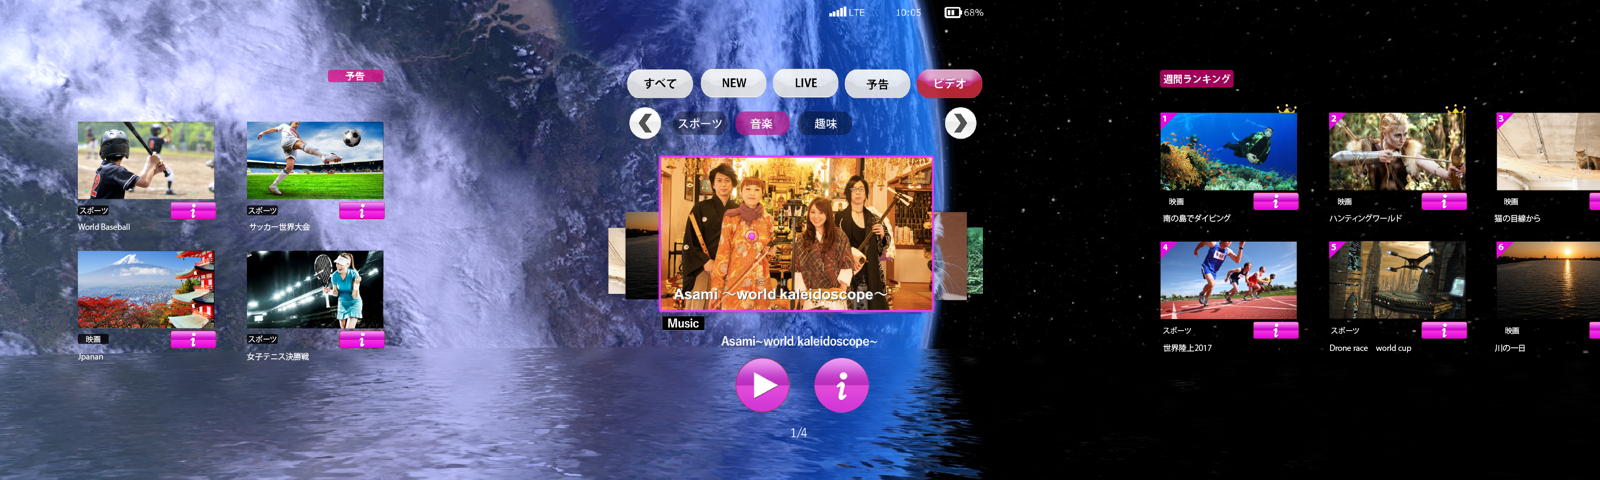 LTE 10:05 68%
予告
すべて NEW LIVE 予告 ビデオ
スポーツ 音楽 趣味
スポーツ
World Baseball
スポーツ
サッカー世界大会
映画
Jpanan
スポーツ
女子テニス決勝戦
Asami ～world kaleidoscope～
Music
Asami~world kaleidoscope~
1/4
週間ランキング
1
映画
南の島でダイビング
2
映画
ハンティングワールド
3
映画
猫の目線から
4
スポーツ
世界陸上2017
5
スポーツ
Drone race world cup
映画
川の一日